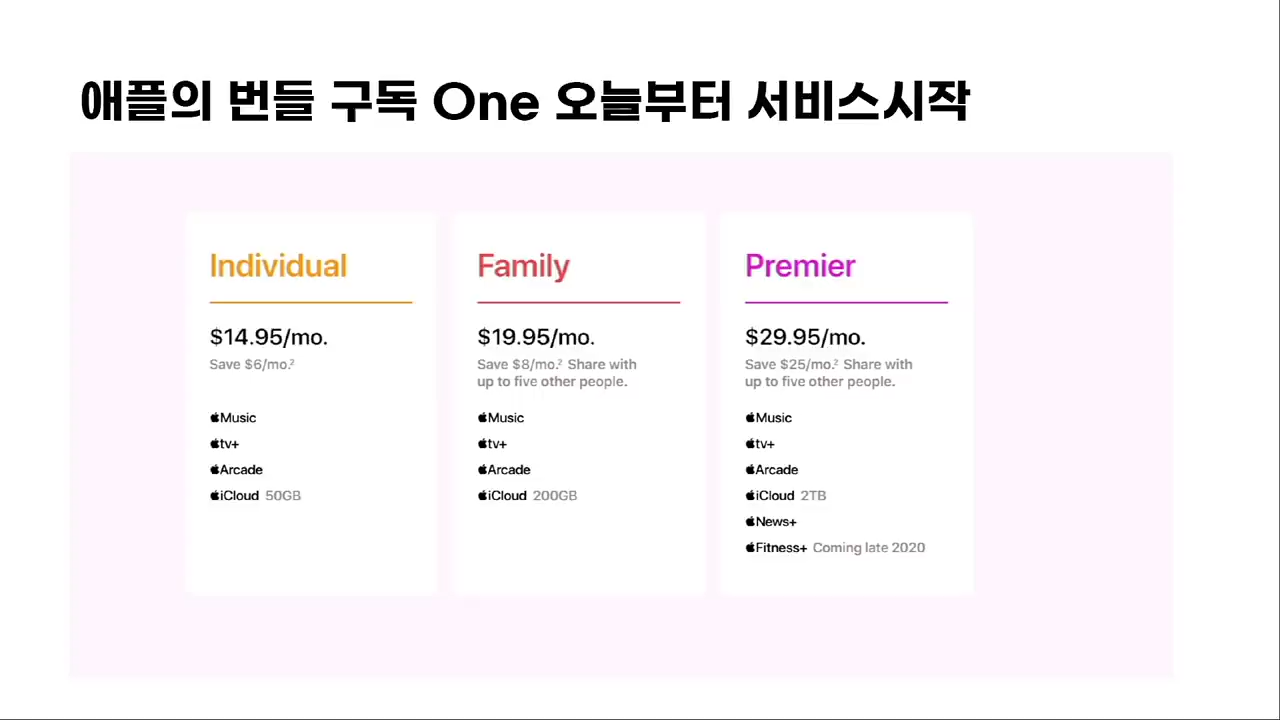 애플의 번들 구독 One 오늘부터 서비스시작
Individual
$14.95/mo.
Save $6/mo.²
Music
tv+
Arcade
iCloud 50GB
Family
$19.95/mo.
Save $8/mo.² Share with
up to five other people.
Music
tv+
Arcade
iCloud 200GB
Premier
$29.95/mo.
Save $25/mo.² Share with
up to five other people.
Music
tv+
Arcade
iCloud 2TB
News+
Fitness+ Coming late 2020